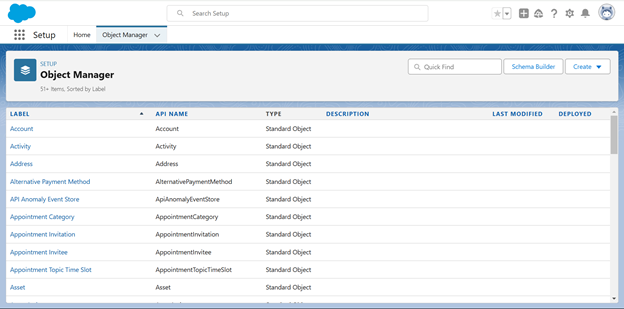 Search Setup
Setup Home Object Manager
SETUP
Object Manager
51+ Items, Sorted by Label
Quick Find
Schema Builder
Create
LABEL API NAME TYPE DESCRIPTION LAST MODIFIED DEPLOYED
Account Account Standard Object
Activity Activity Standard Object
Address Address Standard Object
Alternative Payment Method AlternativePaymentMethod Standard Object
API Anomaly Event Store ApiAnomalyEventStore Standard Object
Appointment Category AppointmentCategory Standard Object
Appointment Invitation AppointmentInvitation Standard Object
Appointment Invitee AppointmentInvitee Standard Object
Appointment Topic Time Slot AppointmentTopicTimeSlot Standard Object
Asset Asset Standard Object